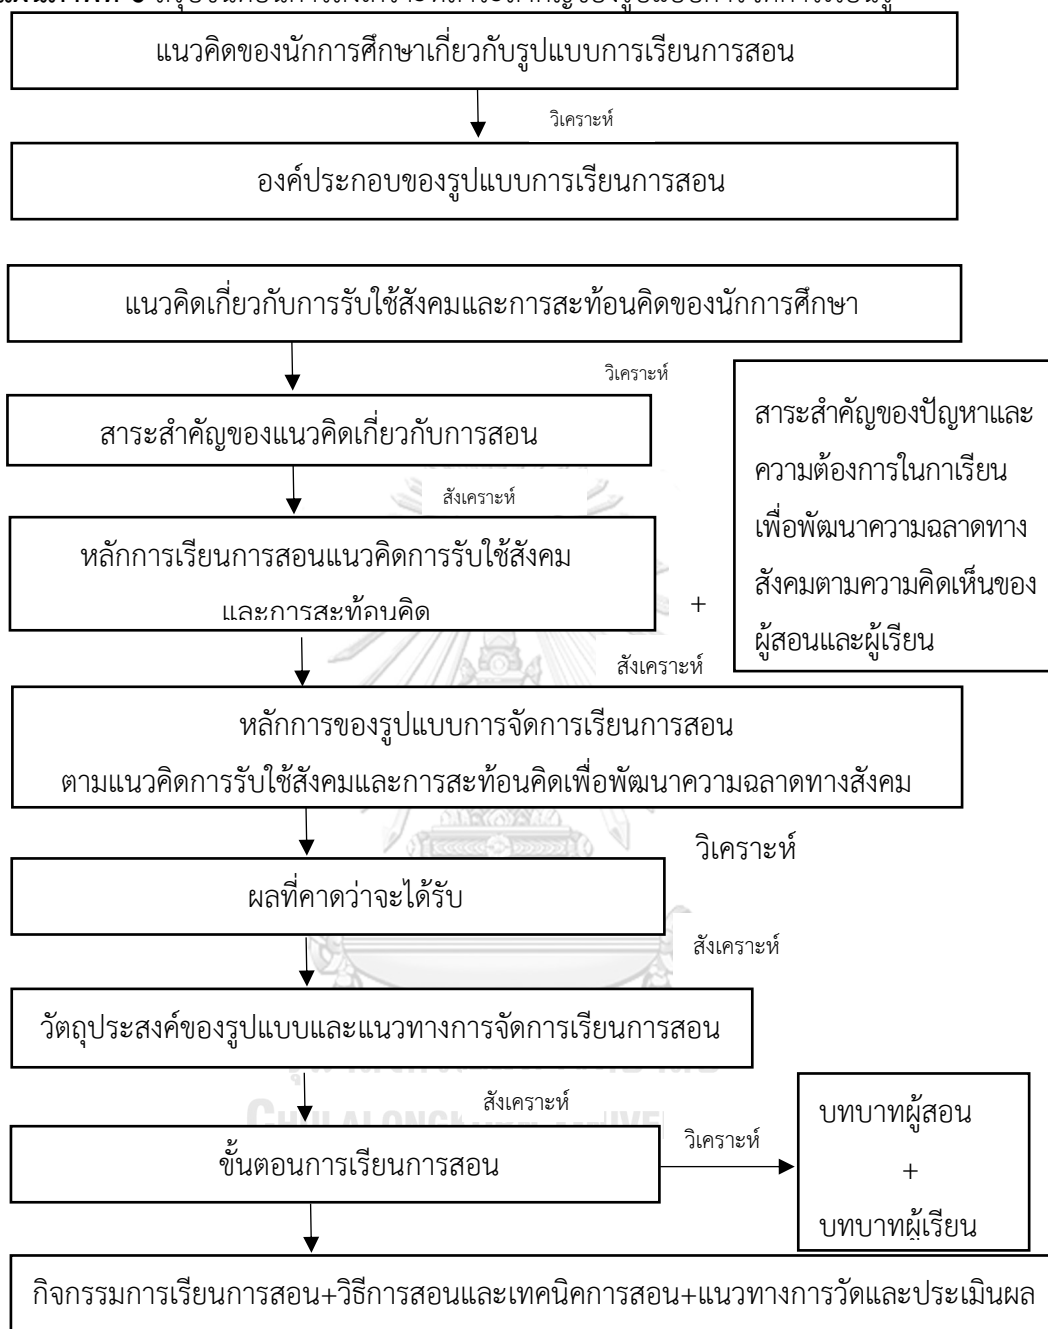 แนวคิดของนักการศึกษาเกี่ยวกับรูปแบบการเรียนการสอน
วิเคราะห์
องค์ประกอบของรูปแบบการเรียนการสอน
แนวคิดเกี่ยวกับการรับใช้สังคมและการสะท้อนคิดของนักการศึกษา
วิเคราะห์
สาระสำคัญของแนวคิดเกี่ยวกับการสอน
สังเคราะห์
หลักการเรียนการสอนแนวคิดการรับใช้สังคม
และการสะท้อนคิด
+
สาระสำคัญของปัญหาและ
ความต้องการในกาเรียน
เพื่อพัฒนาความฉลาดทาง
สังคมตามความคิดเห็นของ
ผู้สอนและผู้เรียน
สังเคราะห์
หลักการของรูปแบบการจัดการเรียนการสอน
ตามแนวคิดการรับใช้สังคมและการสะท้อนคิดเพื่อพัฒนาความฉลาดทางสังคม
วิเคราะห์
ผลที่คาดว่าจะได้รับ
สังเคราะห์
วัตถุประสงค์ของรูปแบบและแนวทางการจัดการเรียนการสอน
สังเคราะห์
ขั้นตอนการเรียนการสอน
วิเคราะห์
บทบาทผู้สอน
+
บทบาทผู้เรียน
กิจกรรมการเรียนการสอน+วิธีการสอนและเทคนิคการสอน+แนวทางการวัดและประเมินผล